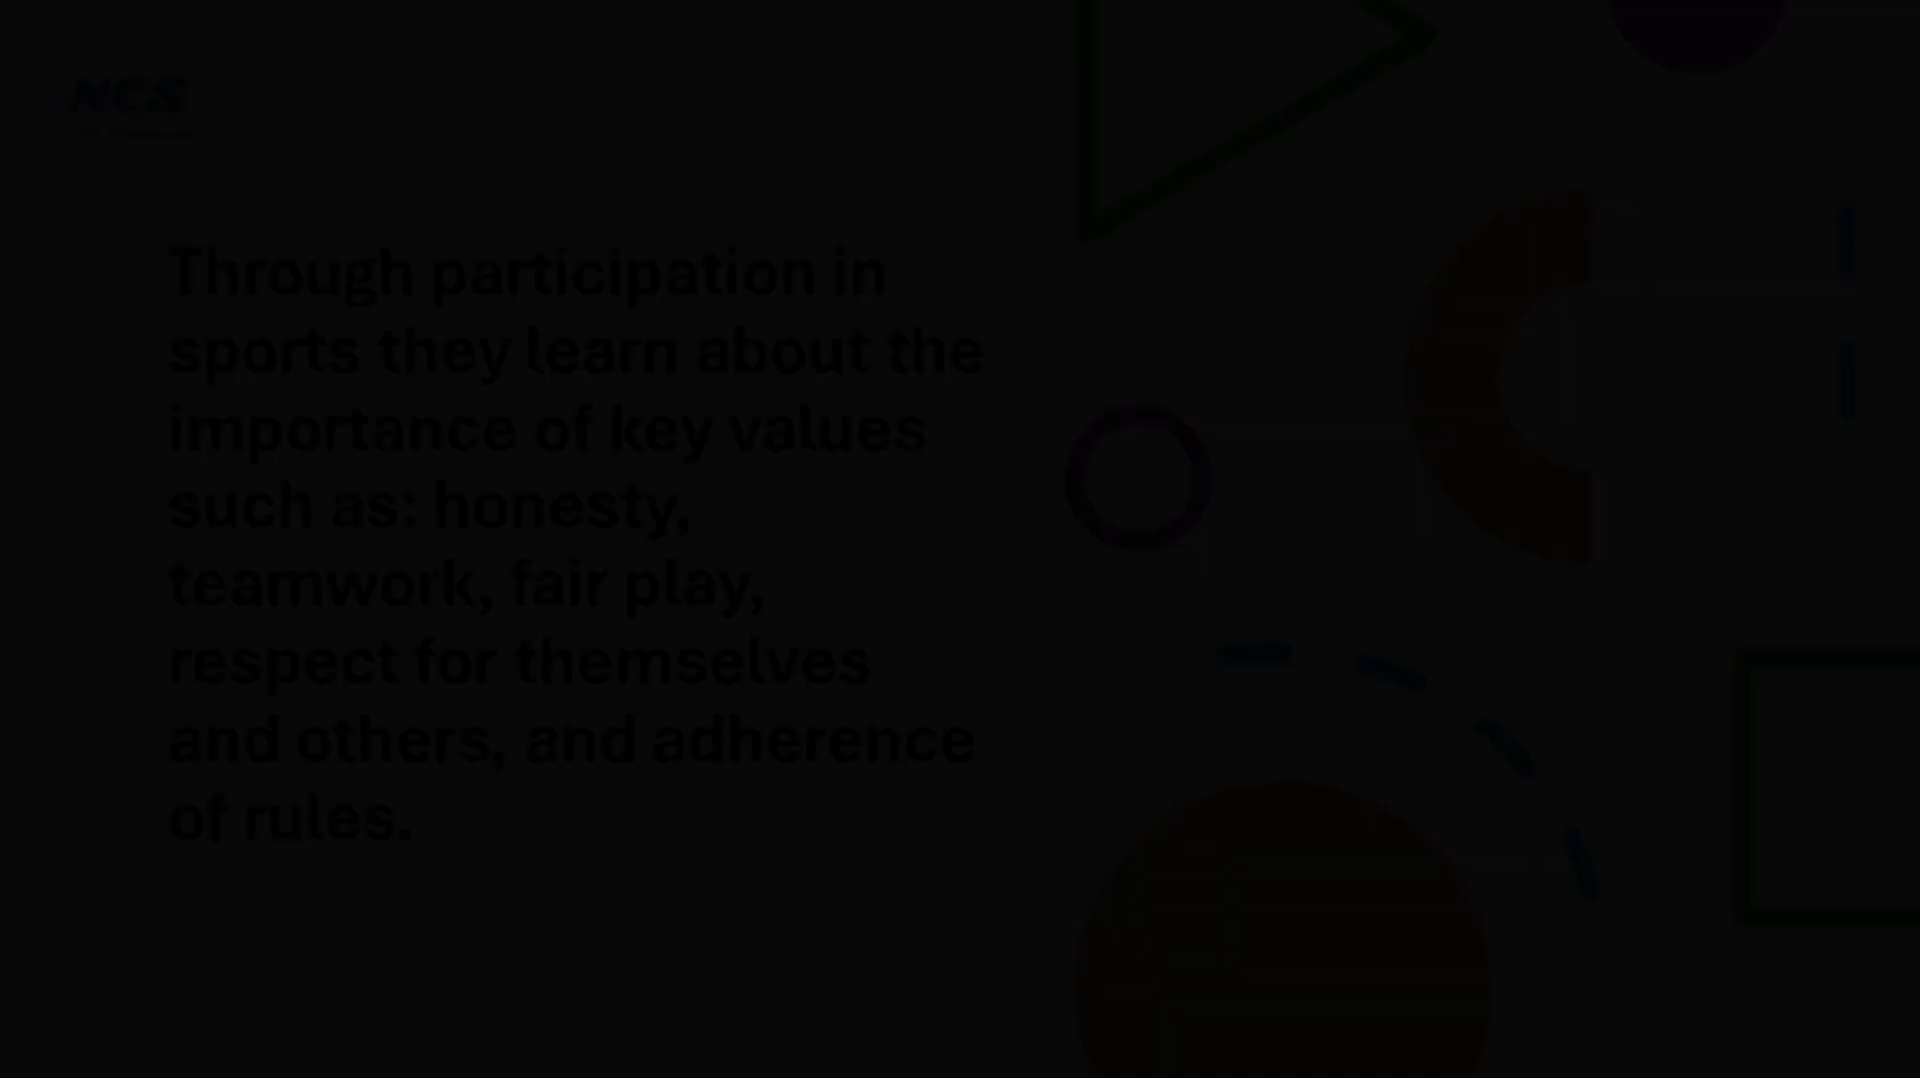 NCS
Through participation in
sports they learn about the
importance of key values
such as: honesty,
teamwork, fair play,
respect for themselves
and others, and adherence
of rules.